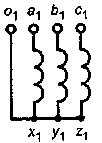 o₁ a₁ b₁ c₁
x₁ y₁ z₁